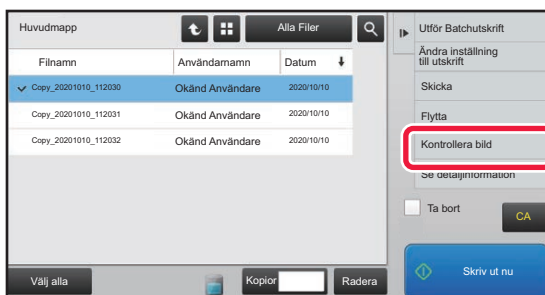 Huvudmapp
Alla Filer
Filnamn Användarnamn Datum
Copy_20201010_112030 Okänd Användare 2020/10/10
Copy_20201010_112031 Okänd Användare 2020/10/10
Copy_20201010_112032 Okänd Användare 2020/10/10
Välj alla
Kopior
Radera
Utför Batchutskrift
Ändra inställning
till utskrift
Skicka
Flytta
Kontrollera bild
Se detaljinformation
Ta bort
CA
Skriv ut nu